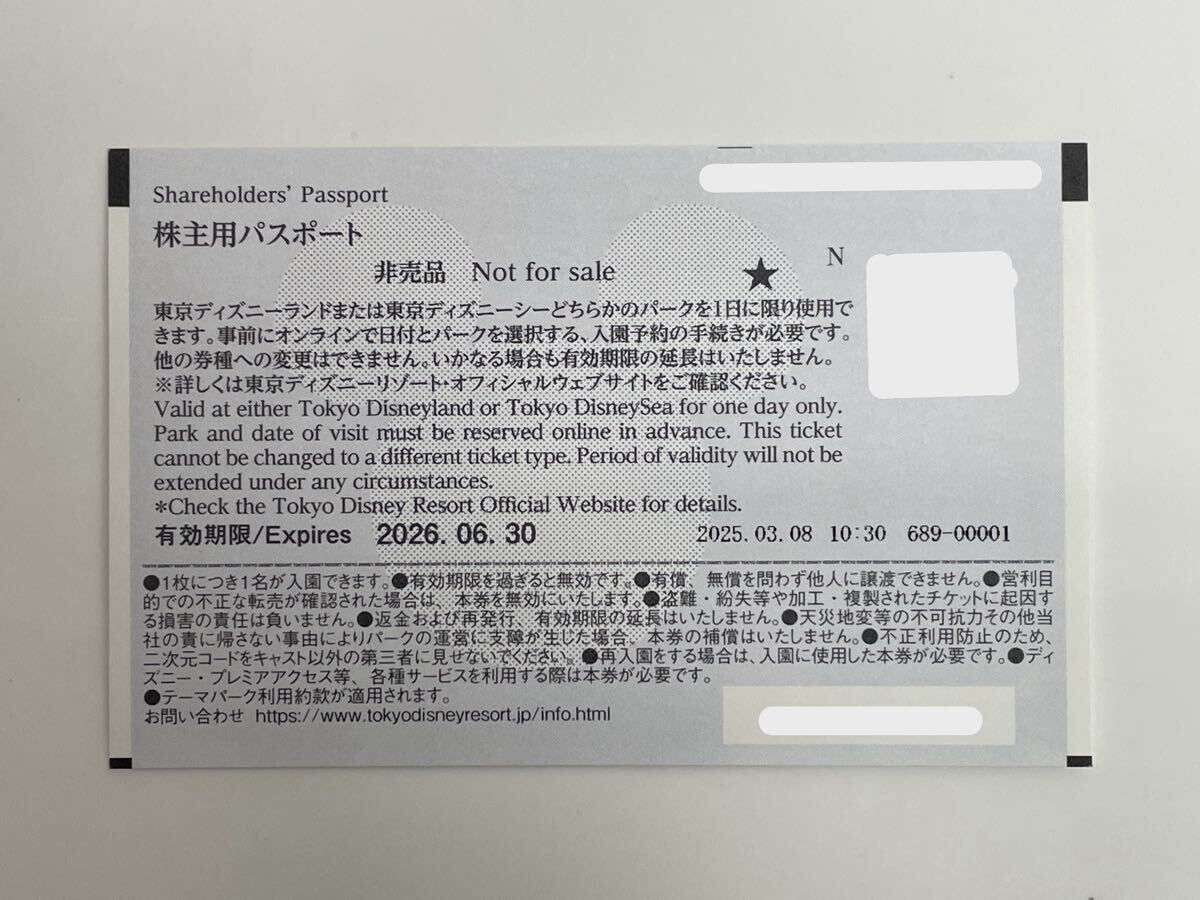 Shareholders' Passport
株主用パスポート
非売品 Not for sale
★
N
東京ディズニーランドまたは東京ディズニーシーどちらかのパークを1日に限り使用で
きます。事前にオンラインで日付とパークを選択する、入園予約の手続きが必要です。
他の券種への変更はできません。いかなる場合も有効期限の延長はいたしません。
※詳しくは東京ディズニーリゾート・オフィシャルウェブサイトをご確認ください。
Valid at either Tokyo Disneyland or Tokyo DisneySea for one day only.
Park and date of visit must be reserved online in advance. This ticket
cannot be changed to a different ticket type. Period of validity will not be
extended under any circumstances.
*Check the Tokyo Disney Resort Official Website for details.
有効期限/Expires 2026. 06. 30 2025. 03. 08 10:30 689-00001
●1枚につき1名が入園できます。●有効期限を過ぎると無効です。●有償、無償を問わず他人に譲渡できません。●営利目
的での不正な転売が確認された場合は、本券を無効にいたします。●盗難・紛失等や加工・複製されたチケットに起因す
る損害の責任は負いません。●返金および再発行、有効期限の延長はいたしません。●天災地変等の不可抗力その他当
社の責に帰さない事由によりパークの運営に支障が生じた場合、本券の補償はいたしません。●不正利用防止のため、
二次元コードをキャスト以外の第三者に見せないでください。●再入園をする場合は、入園に使用した本券が必要です。●ディ
ズニー・プレミアアクセス等、各種サービスを利用する際は本券が必要です。
●テーマパーク利用約款が適用されます。
お問い合わせ https://www.tokyodisneyresort.jp/info.html